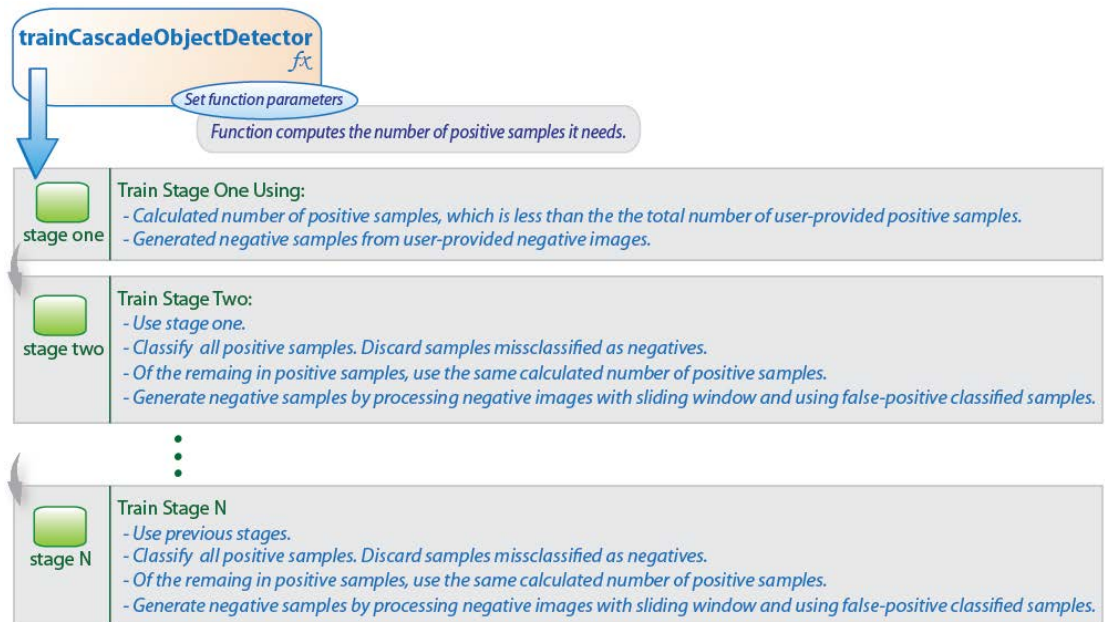 trainCascadeObjectDetector
fx
Set function parameters
Function computes the number of positive samples it needs.
stage one
Train Stage One Using:
- Calculated number of positive samples, which is less than the the total number of user-provided positive samples.
- Generated negative samples from user-provided negative images.
stage two
Train Stage Two:
- Use stage one.
- Classify all positive samples. Discard samples missclassified as negatives.
- Of the remaing in positive samples, use the same calculated number of positive samples.
- Generate negative samples by processing negative images with sliding window and using false-positive classified samples.
stage N
Train Stage N
- Use previous stages.
- Classify all positive samples. Discard samples missclassified as negatives.
- Of the remaing in positive samples, use the same calculated number of positive samples.
- Generate negative samples by processing negative images with sliding window and using false-positive classified samples.